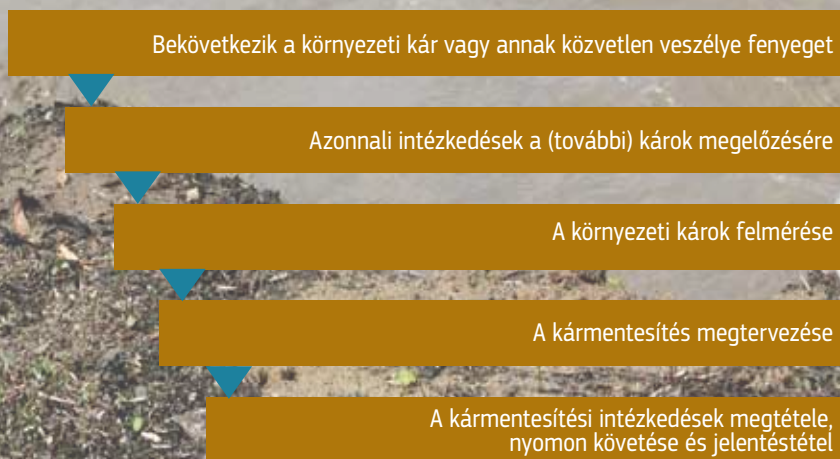 Bekövetkezik a környezeti kár vagy annak közvetlen veszélye fenyeget
Azonnali intézkedések a (további) károk megelőzésére
A környezeti károk felmérése
A kármentesítés megtervezése
A kármentesítési intézkedések megtétele,
nyomon követése és jelentéstétel